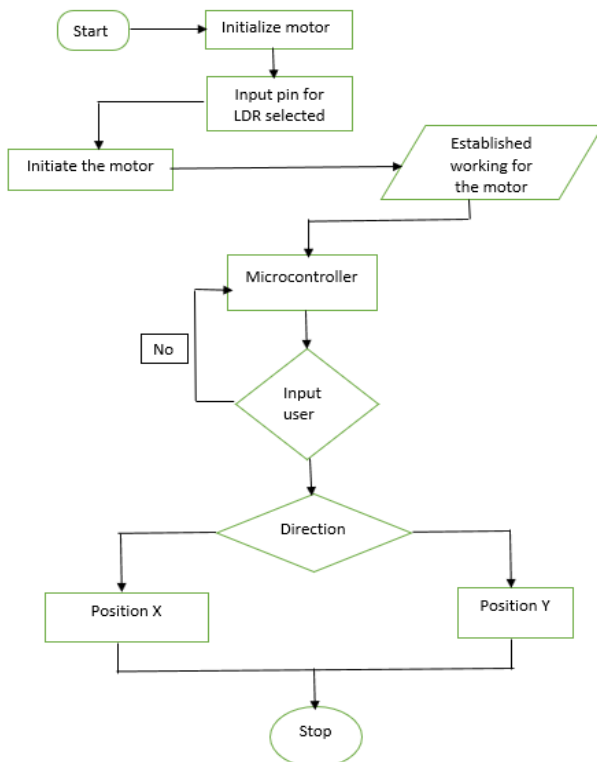 Start
Initialize motor
Input pin for
LDR selected
Initiate the motor
Established
working for
the motor
Microcontroller
No
Input
user
Direction
Position X
Position Y
Stop